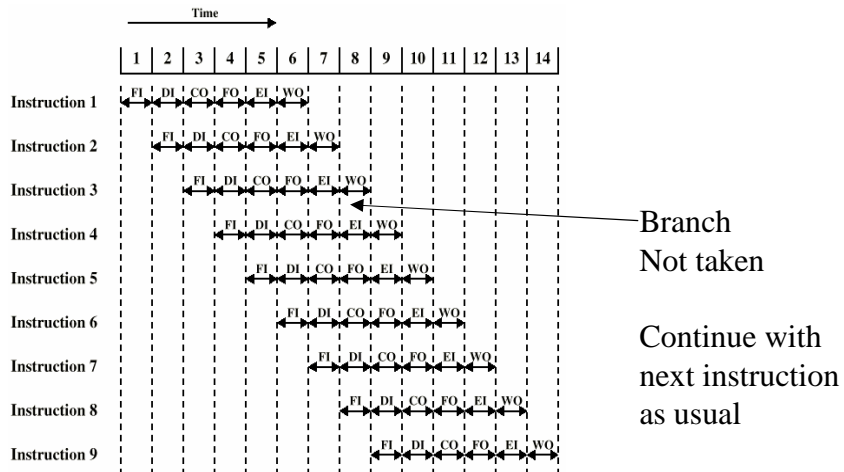 Time
1 2 3 4 5 6 7 8 9 10 11 12 13 14
Instruction 1 FI DI CO FO EI WO
Instruction 2 FI DI CO FO EI WO
Instruction 3 FI DI CO FO EI WO
Instruction 4 FI DI CO FO EI WO
Instruction 5 FI DI CO FO EI WO
Instruction 6 FI DI CO FO EI WO
Instruction 7 FI DI CO FO EI WO
Instruction 8 FI DI CO FO EI WO
Instruction 9 FI DI CO FO EI WO
Branch
Not taken
Continue with
next instruction
as usual